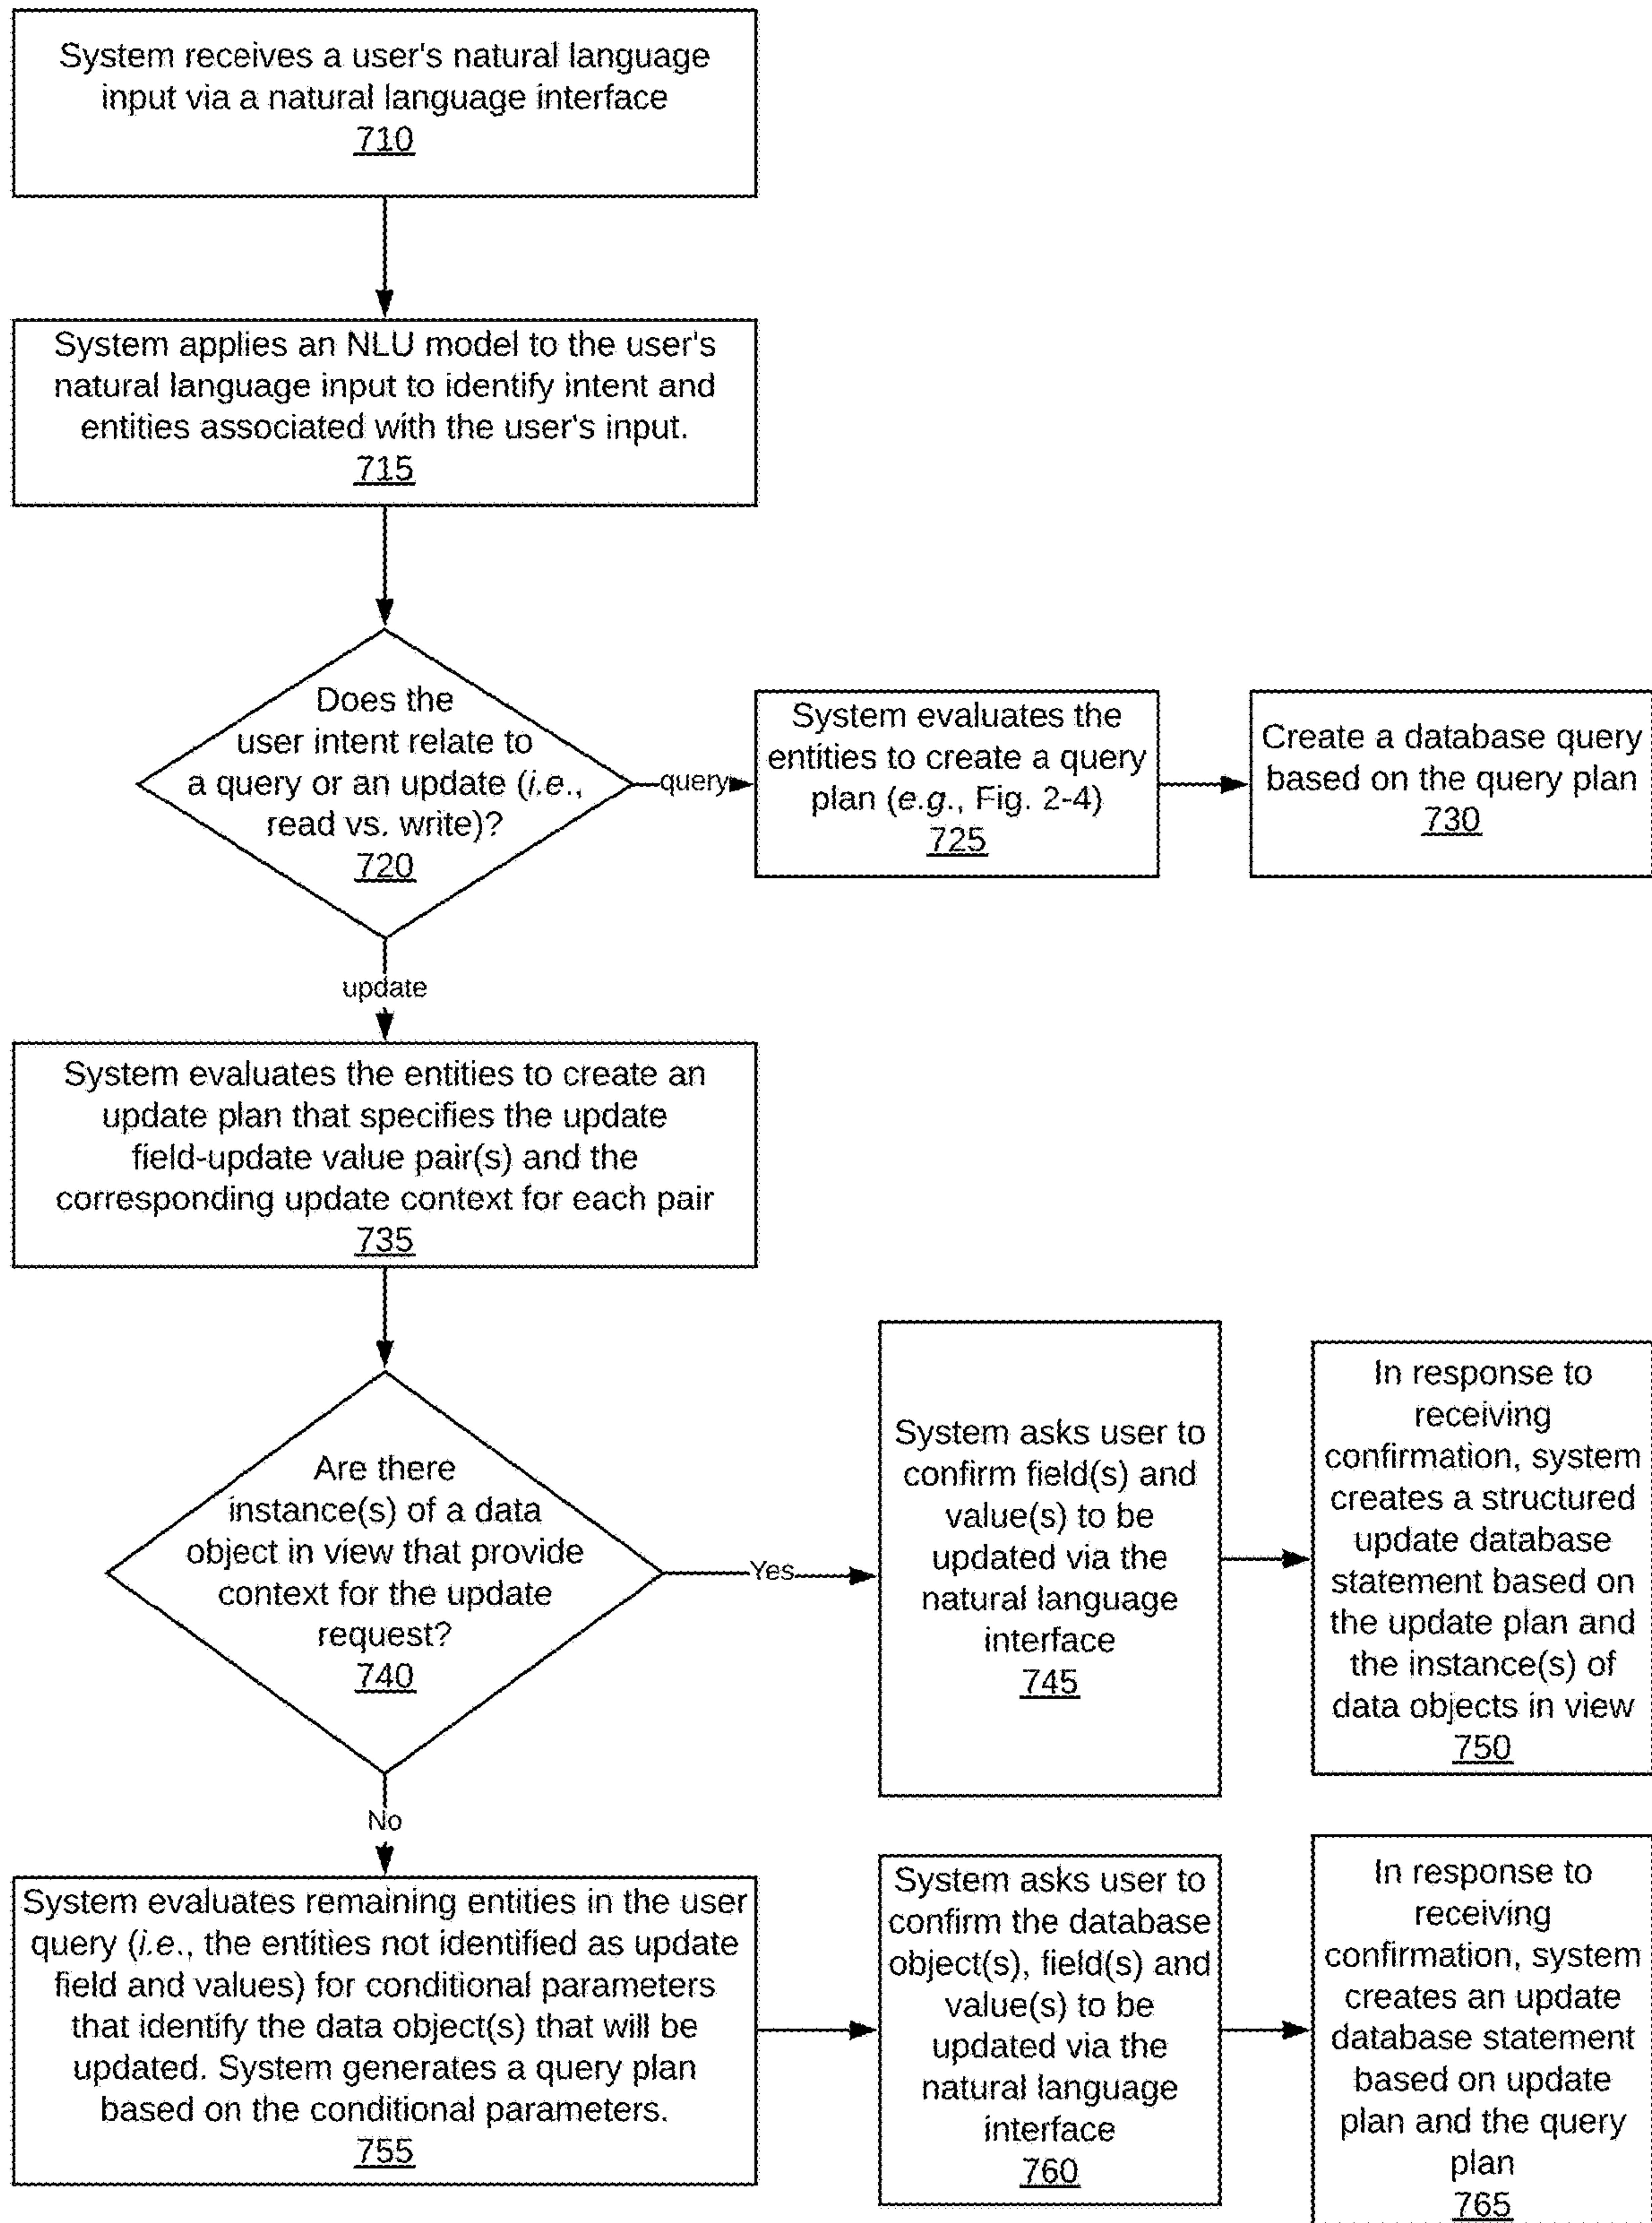 System receives a user's natural language
input via a natural language interface
710
System applies an NLU model to the user's
natural language input to identify intent and
entities associated with the user's input.
715
Does the
user intent relate to
a query or an update (i.e.,
read vs. write)?
720
query
System evaluates the
entities to create a query
plan (e.g., Fig. 2-4)
725
Create a database query
based on the query plan
730
update
System evaluates the entities to create an
update plan that specifies the update
field-update value pair(s) and the
corresponding update context for each pair
735
Are there
instance(s) of a data
object in view that provide
context for the update
request?
740
Yes
System asks user to
confirm field(s) and
value(s) to be
updated via the
natural language
interface
745
In response to
receiving
confirmation, system
creates a structured
update database
statement based on
the update plan and
the instance(s) of
data objects in view
750
No
System evaluates remaining entities in the user
query (i.e., the entities not identified as update
field and values) for conditional parameters
that identify the data object(s) that will be
updated. System generates a query plan
based on the conditional parameters.
755
System asks user to
confirm the database
object(s), field(s) and
value(s) to be
updated via the
natural language
interface
760
In response to
receiving
confirmation, system
creates an update
database statement
based on update
plan and the query
plan
765